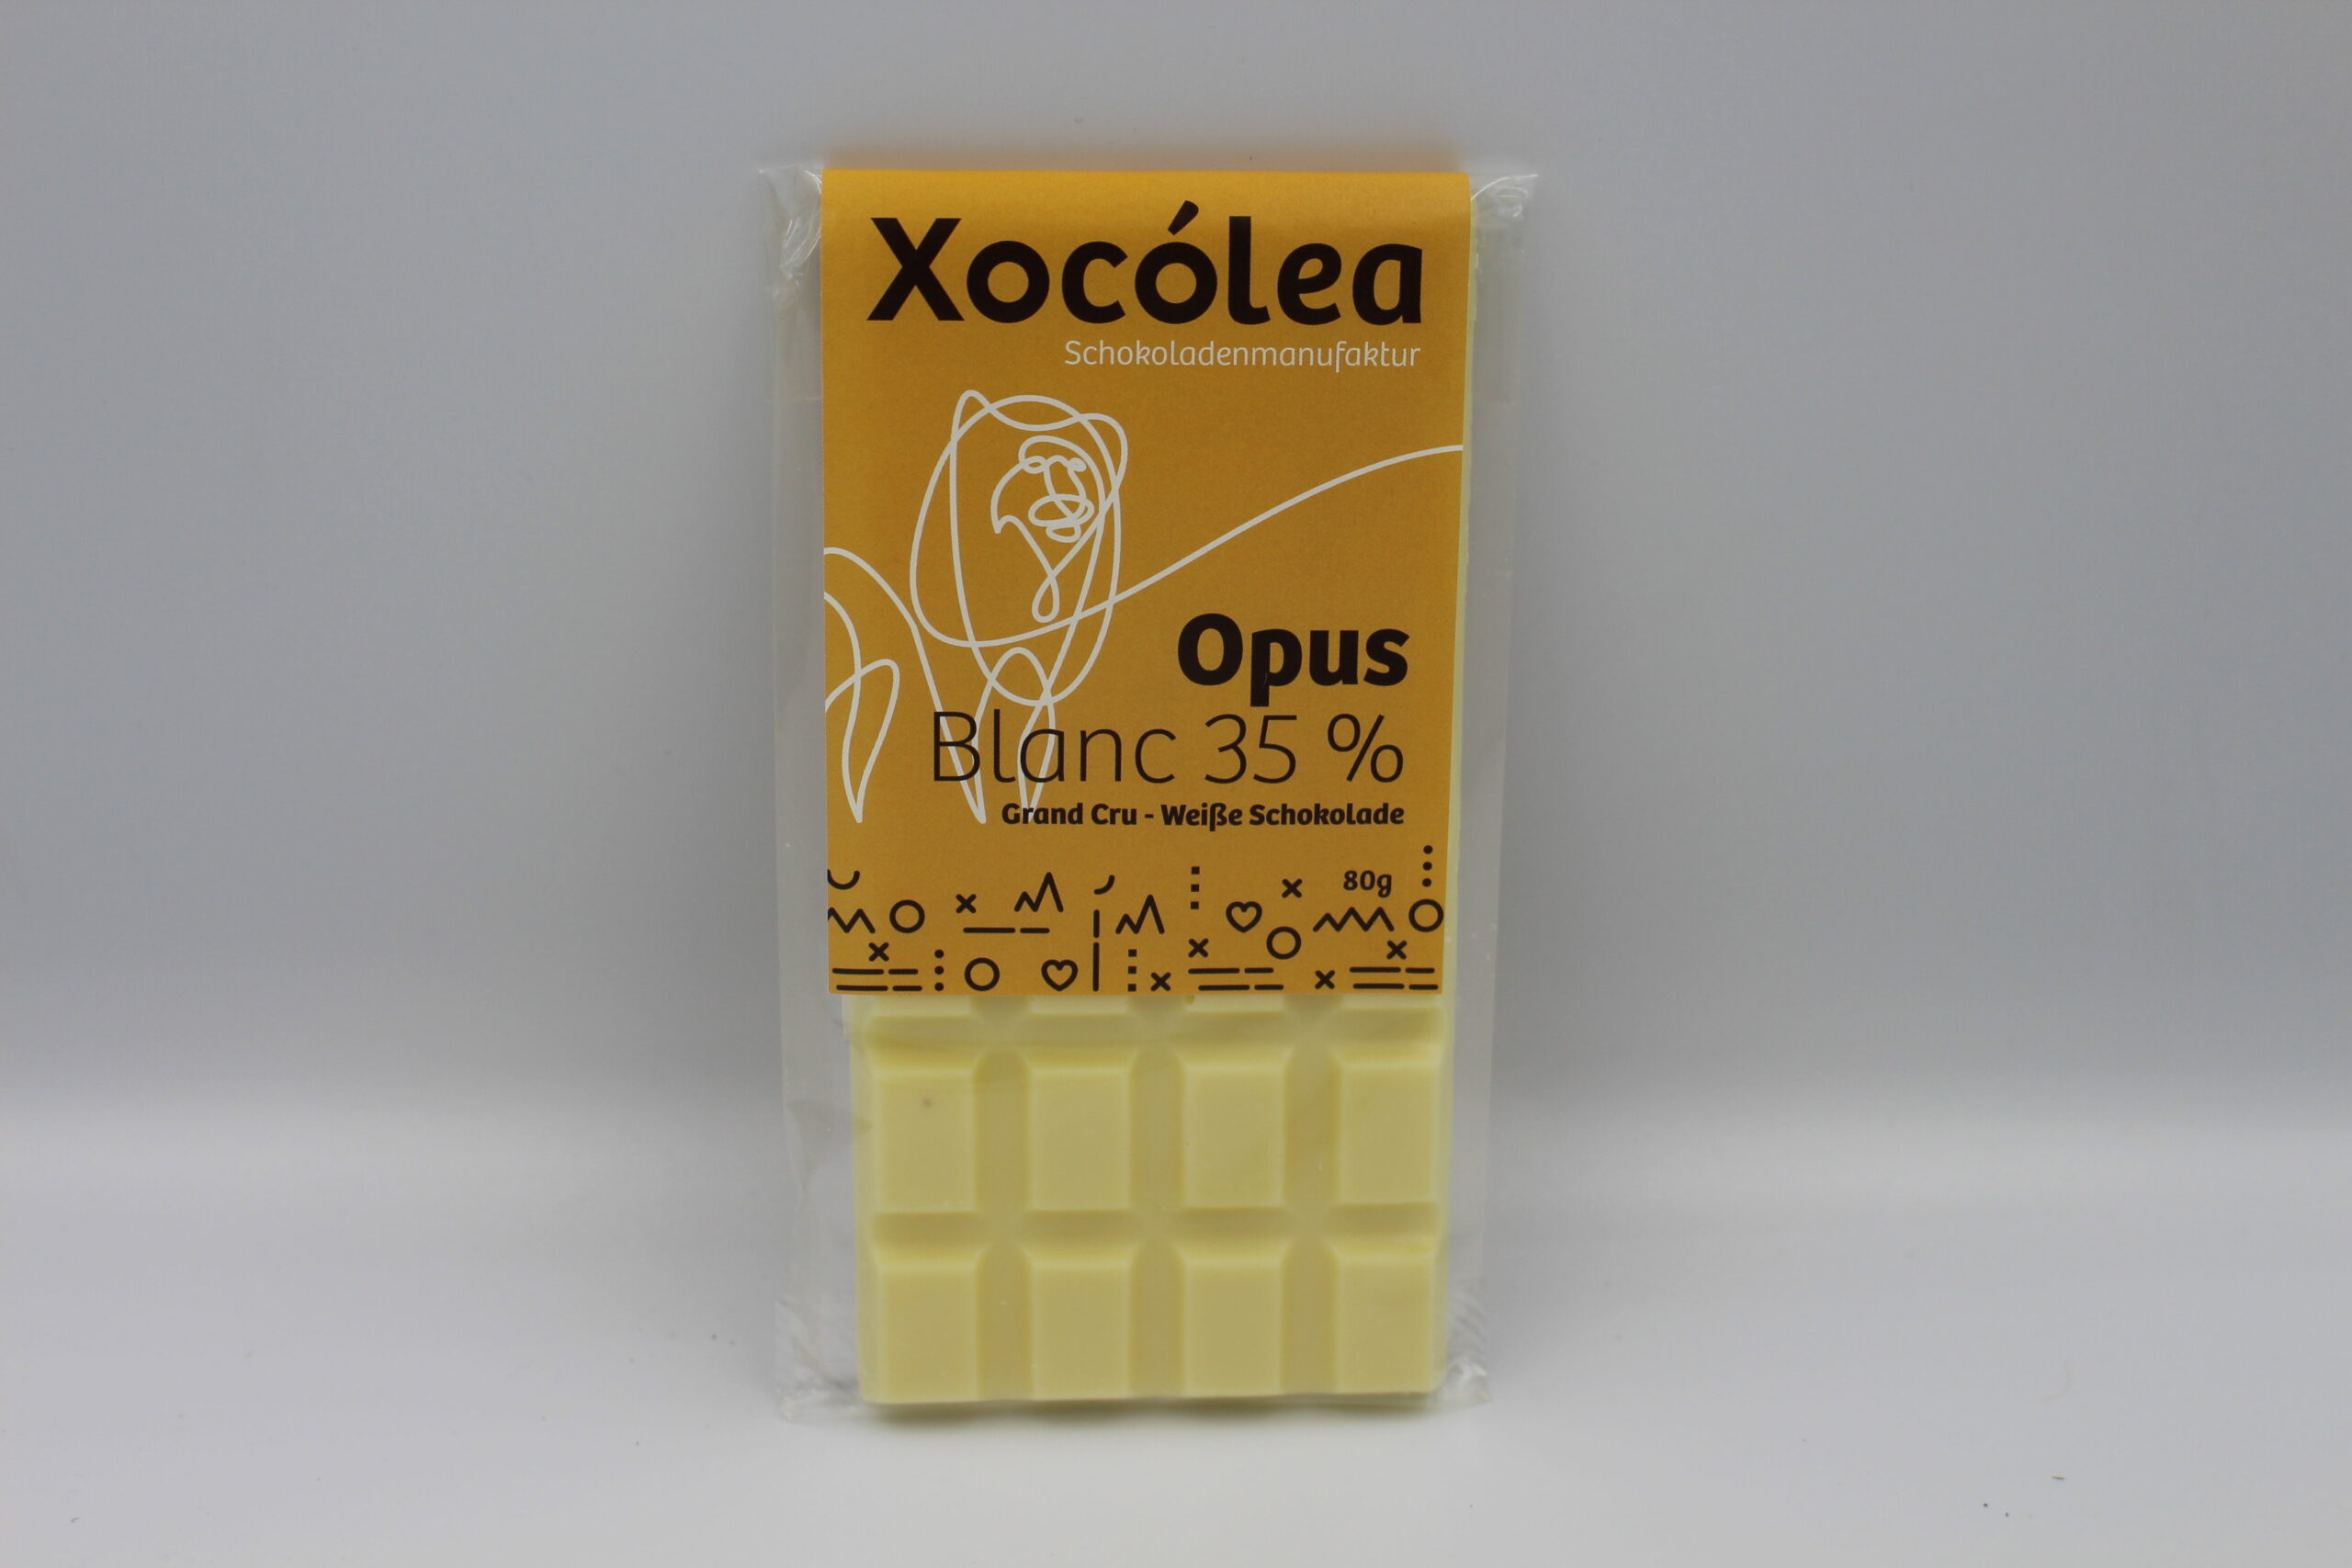 Xocólea
Schokoladenmanufaktur
Opus
Blanc 35 %
Grand Cru - Weiße Schokolade
80g